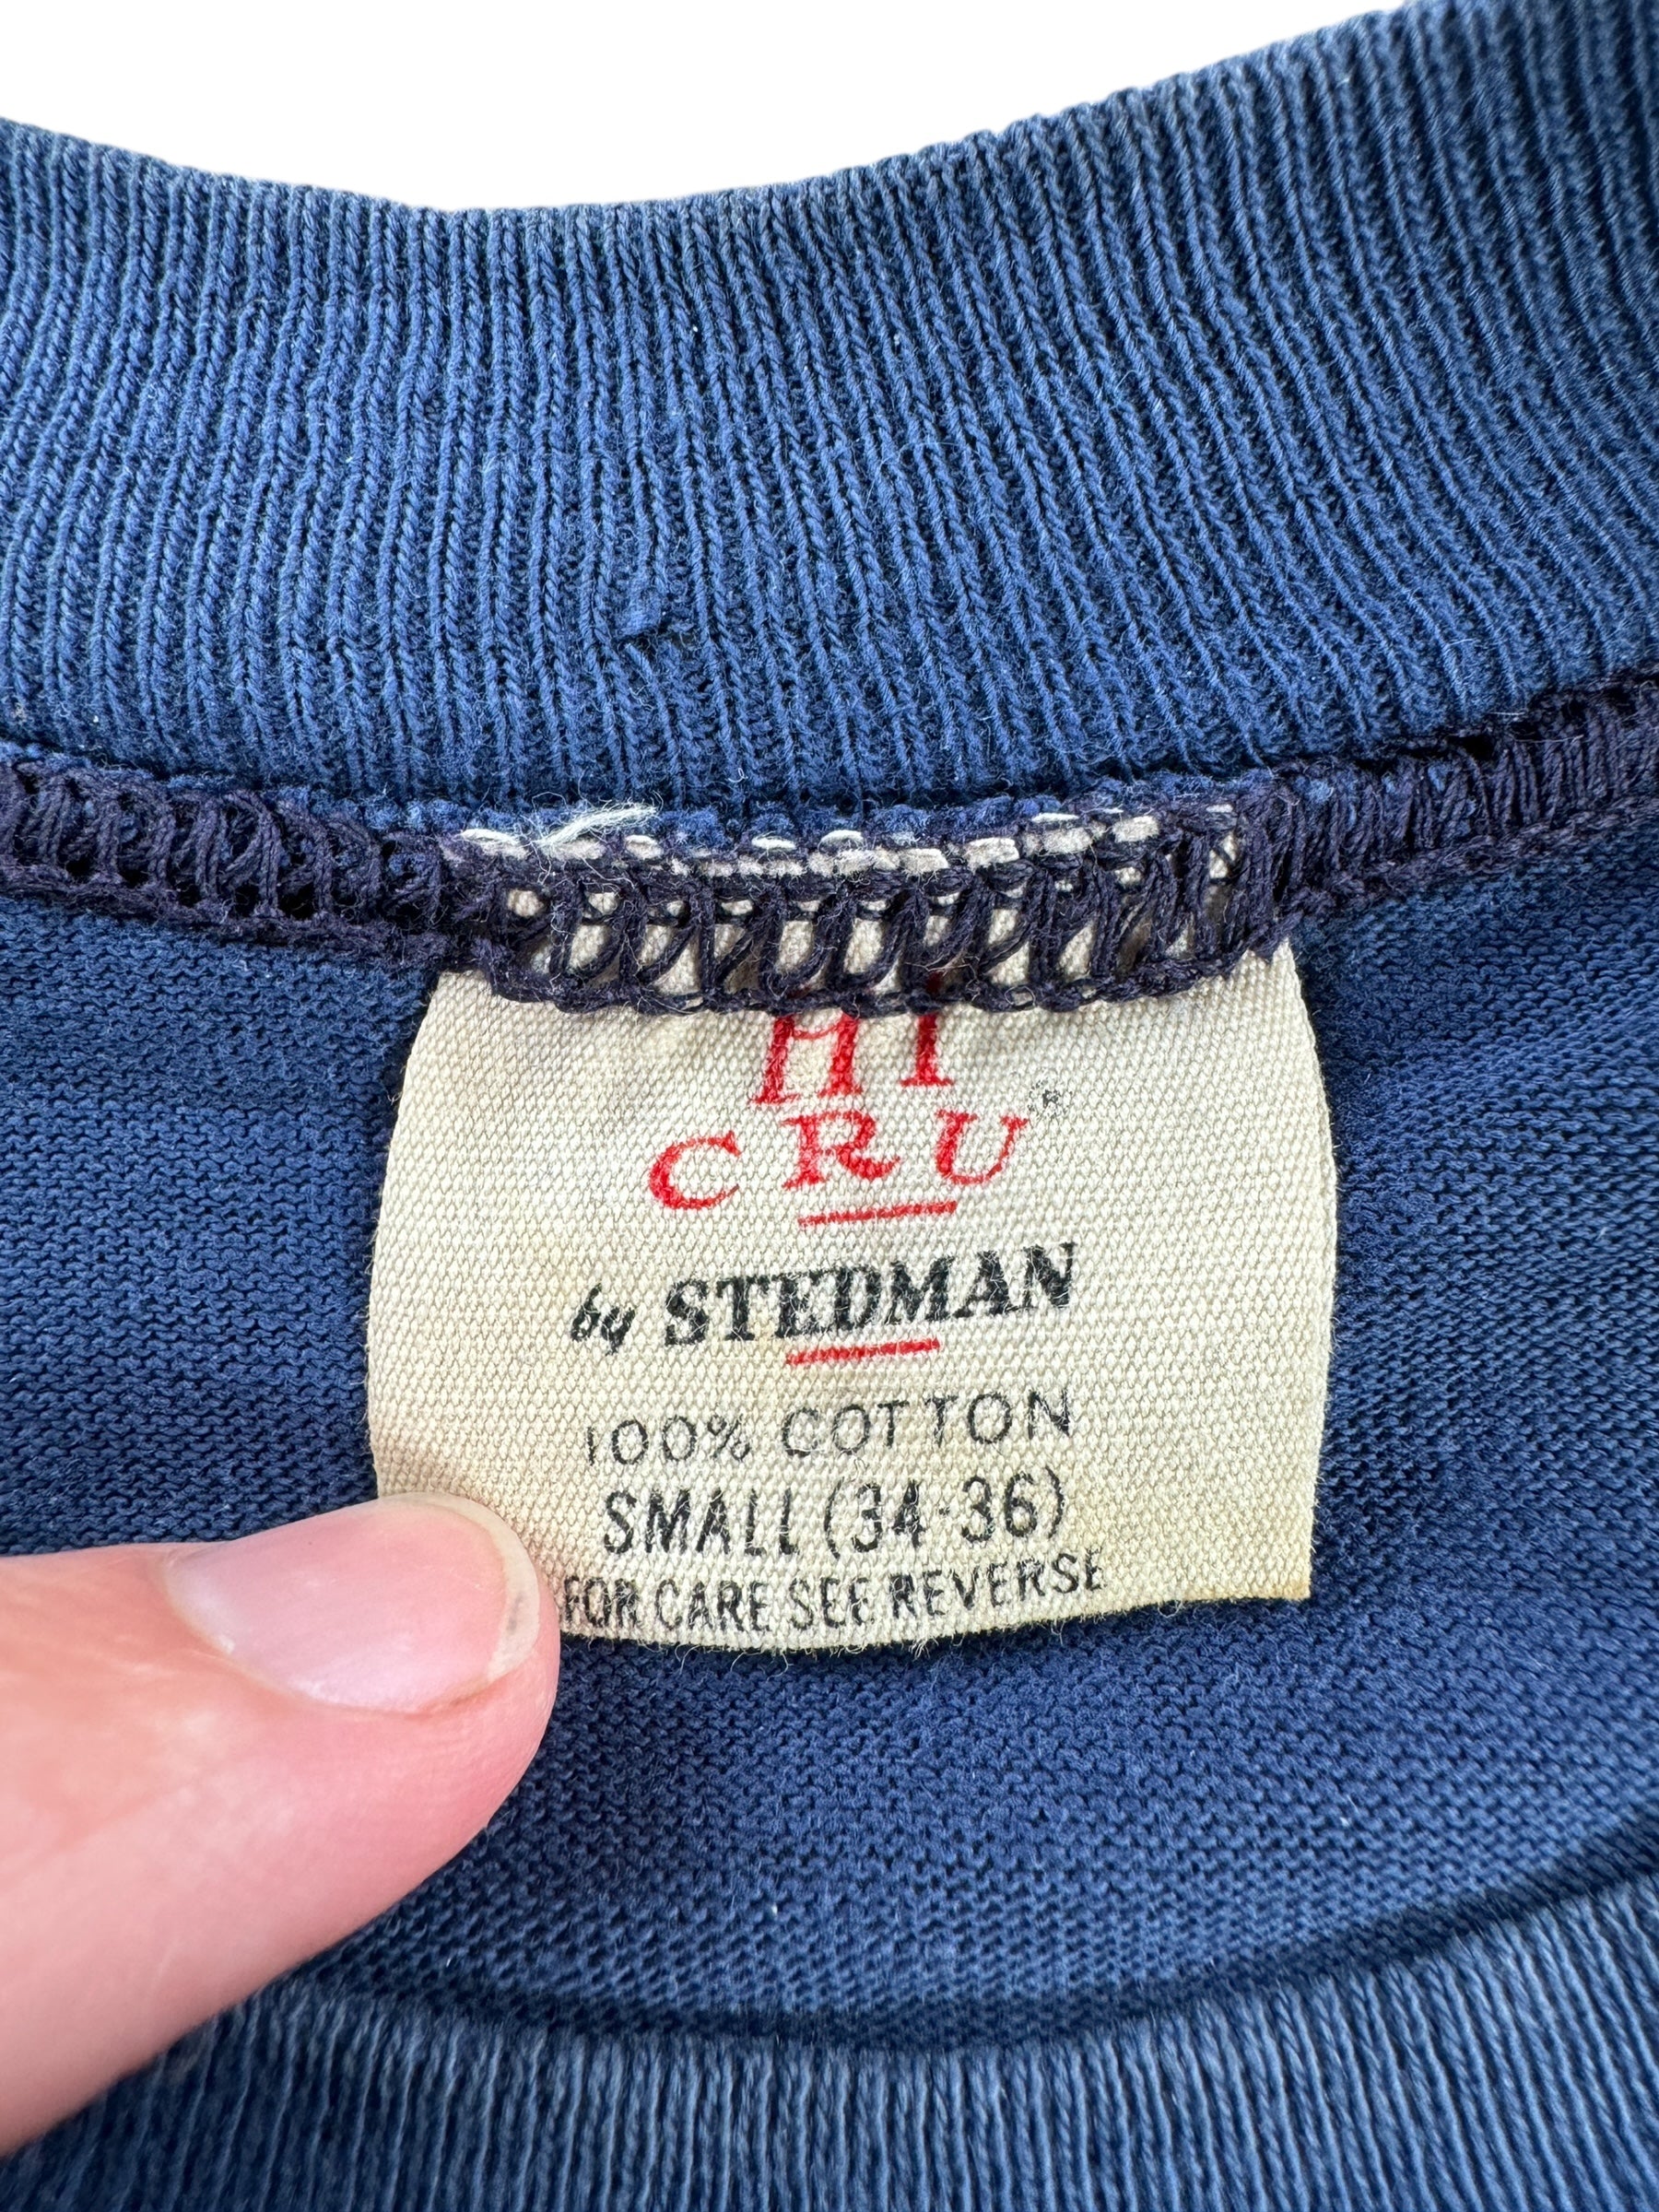 HI
CRU®
by STEDMAN
100% COTTON
SMALL (34-36)
FOR CARE SEE REVERSE